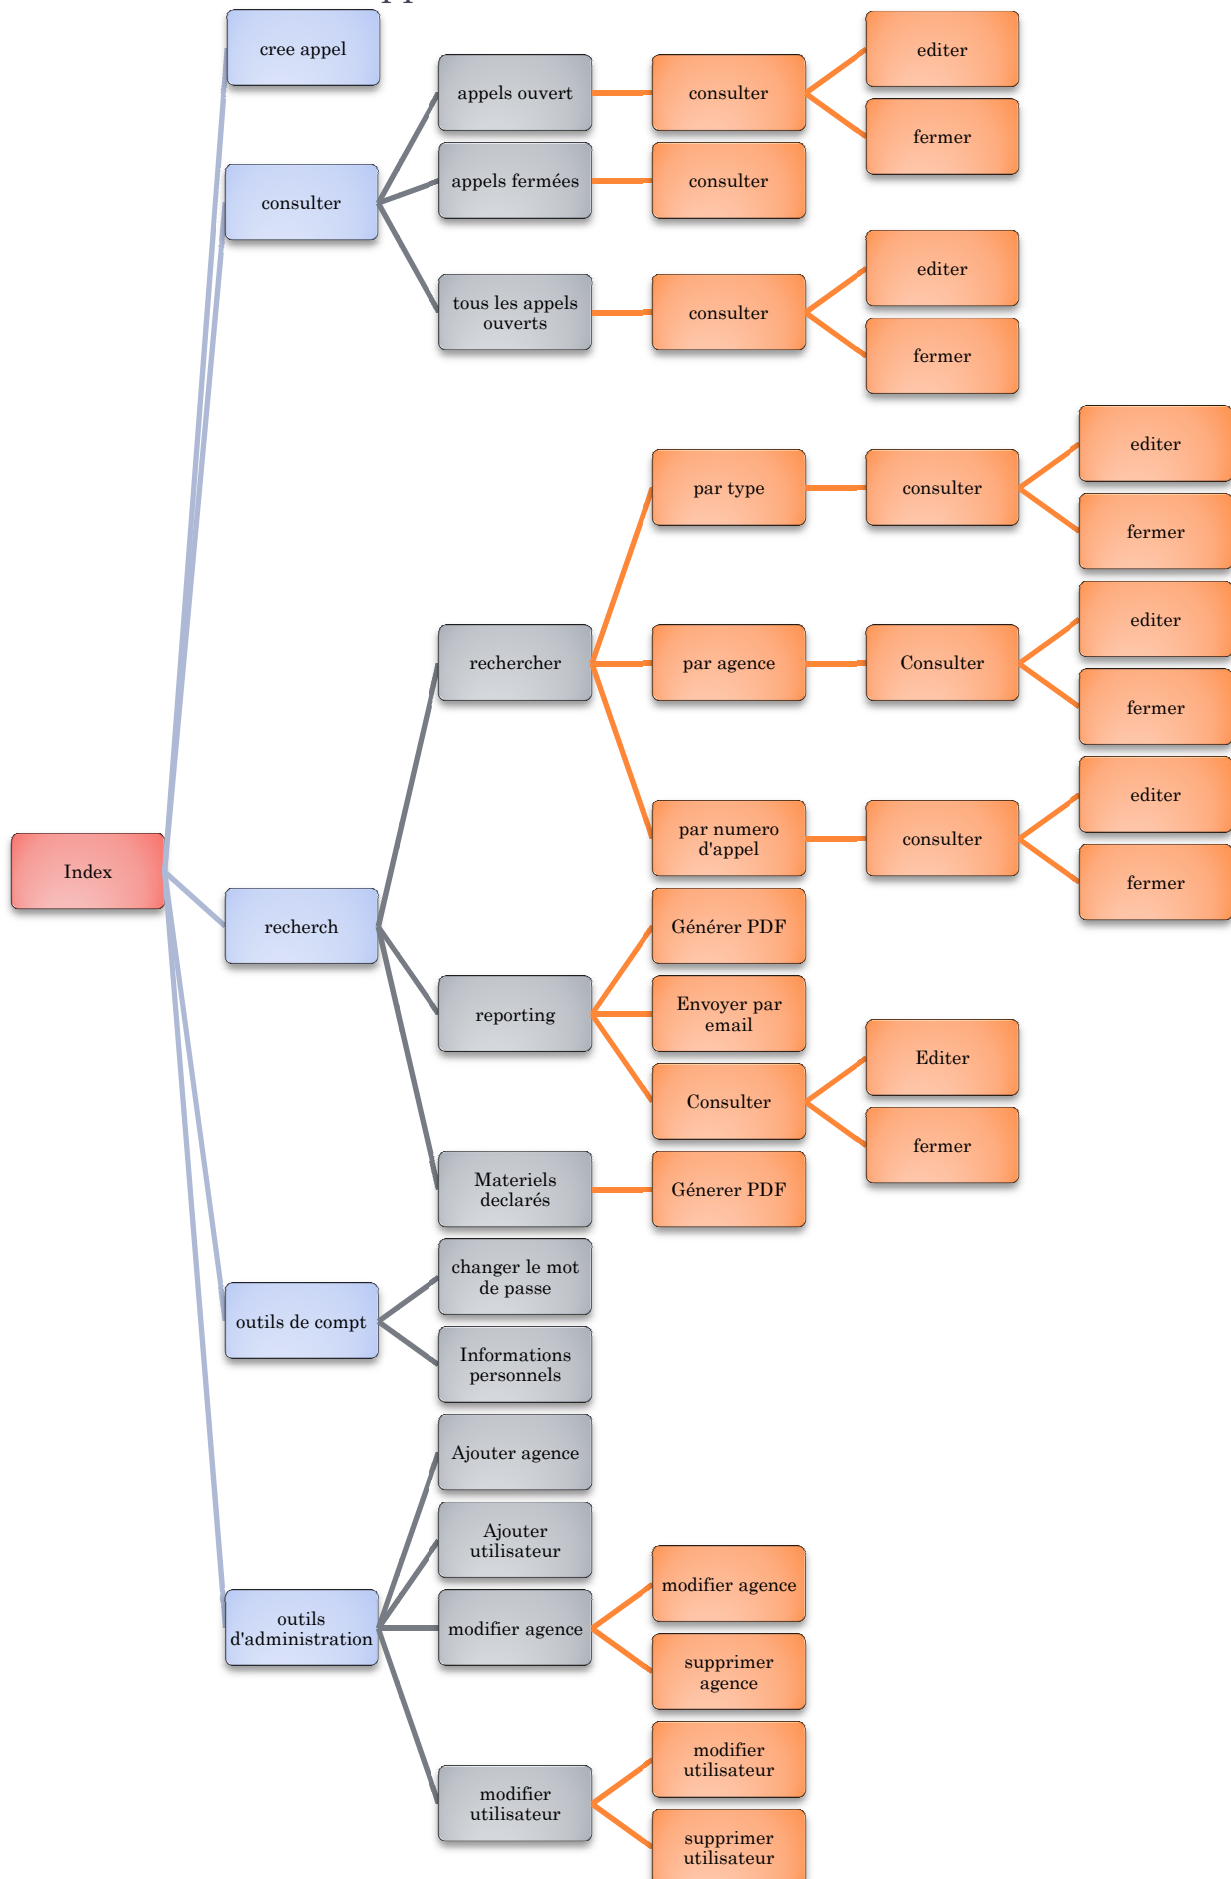 cree appel
editer
appels ouvert
consulter
fermer
appels fermées
consulter
consulter
editer
tous les appels
ouverts
consulter
fermer
editer
par type
consulter
fermer
editer
rechercher
par agence
Consulter
fermer
editer
par numero
d'appel
consulter
fermer
Index
recherch
Générer PDF
reporting
Envoyer par
email
Editer
Consulter
fermer
Materiels
declarés
Génerer PDF
changer le mot
de passe
outils de compt
Informations
personnels
Ajouter agence
Ajouter
utilisateur
outils
d'administration
modifier agence
modifier agence
supprimer
agence
modifier
utilisateur
modifier
utilisateur
supprimer
utilisateur